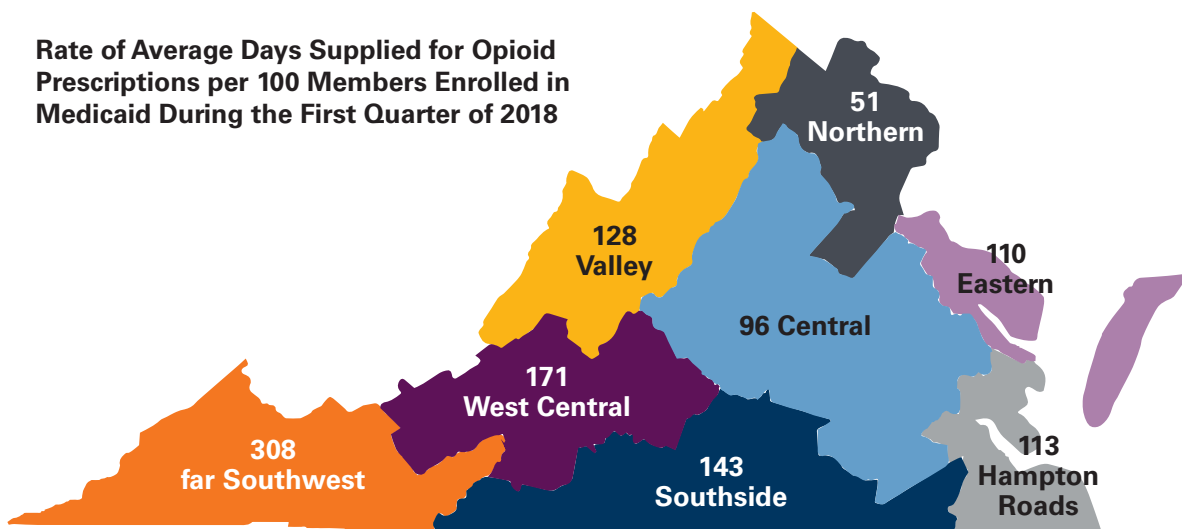 Rate of Average Days Supplied for Opioid
Prescriptions per 100 Members Enrolled in
Medicaid During the First Quarter of 2018
51
Northern
128
Valley
110
Eastern
96 Central
171
West Central
308
far Southwest
143
Southside
113
Hampton
Roads